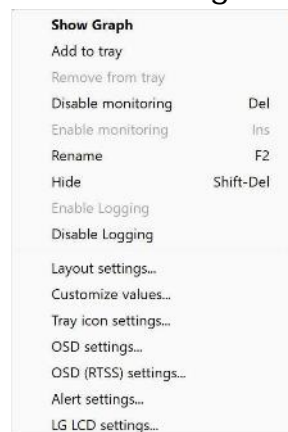 Show Graph
Add to tray
Remove from tray
Disable monitoring Del
Enable monitoring Ins
Rename F2
Hide Shift-Del
Enable Logging
Disable Logging
Layout settings...
Customize values...
Tray icon settings...
OSD settings...
OSD (RTSS) settings...
Alert settings...
LG LCD settings...